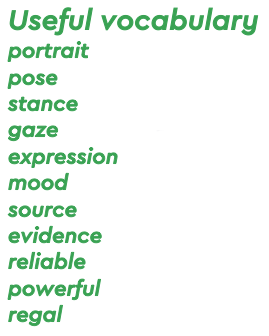 Useful vocabulary
portrait
pose
stance
gaze
expression
mood
source
evidence
reliable
powerful
regal